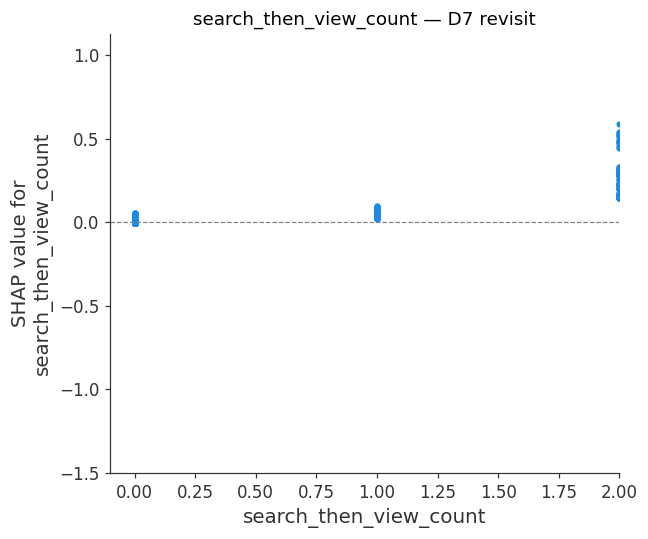 search_then_view_count — D7 revisit
1.0
0.5
0.0
−0.5
−1.0
−1.5
SHAP value for
search_then_view_count
0.00 0.25 0.50 0.75 1.00 1.25 1.50 1.75 2.00
search_then_view_count